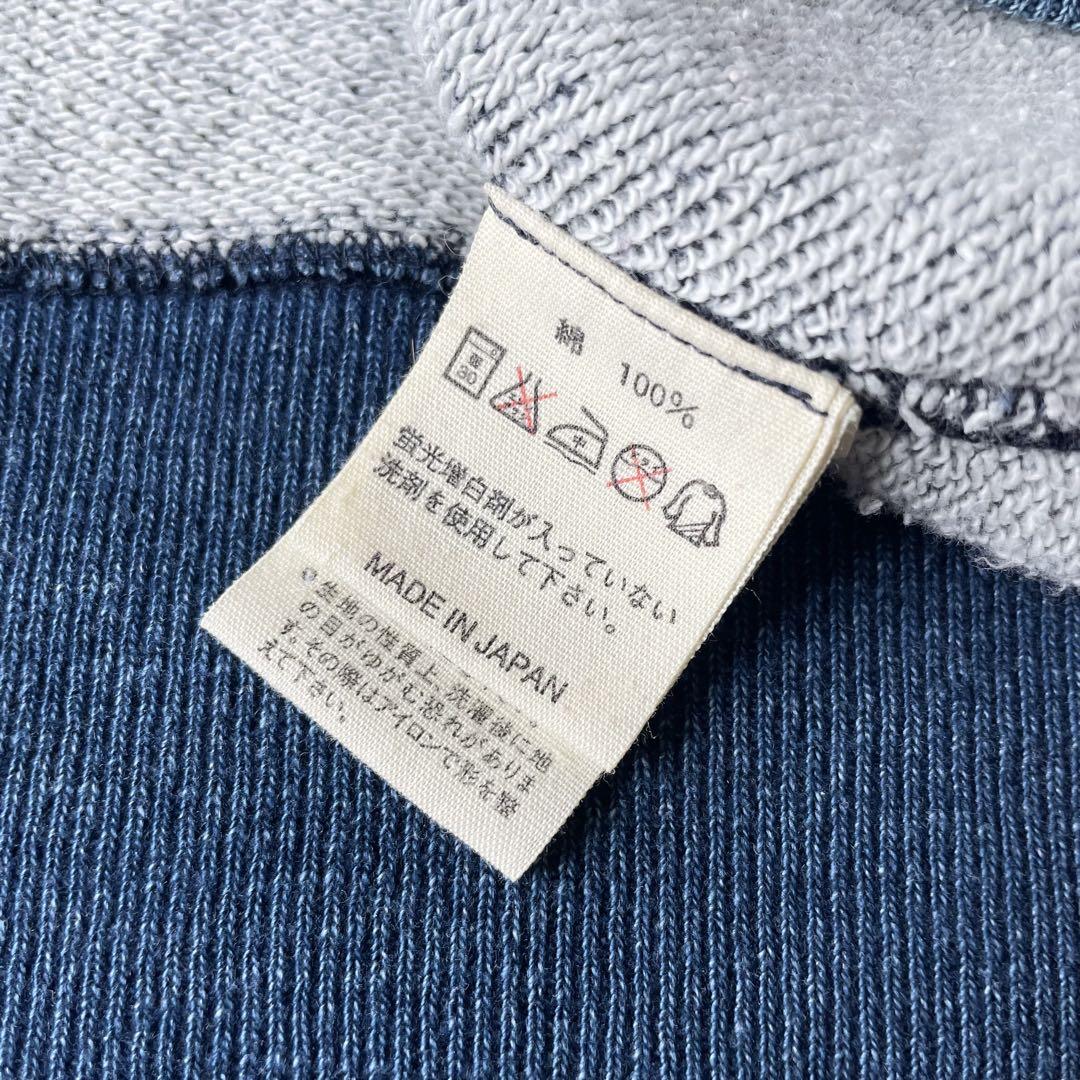 綿 100%
蛍光増白剤が入っていない
洗剤を使用して下さい。
MADE IN JAPAN
生地の性質上、洗濯後に地
の目がゆがむ恐れがありま
す。その際はアイロンで形を整
えて下さい。